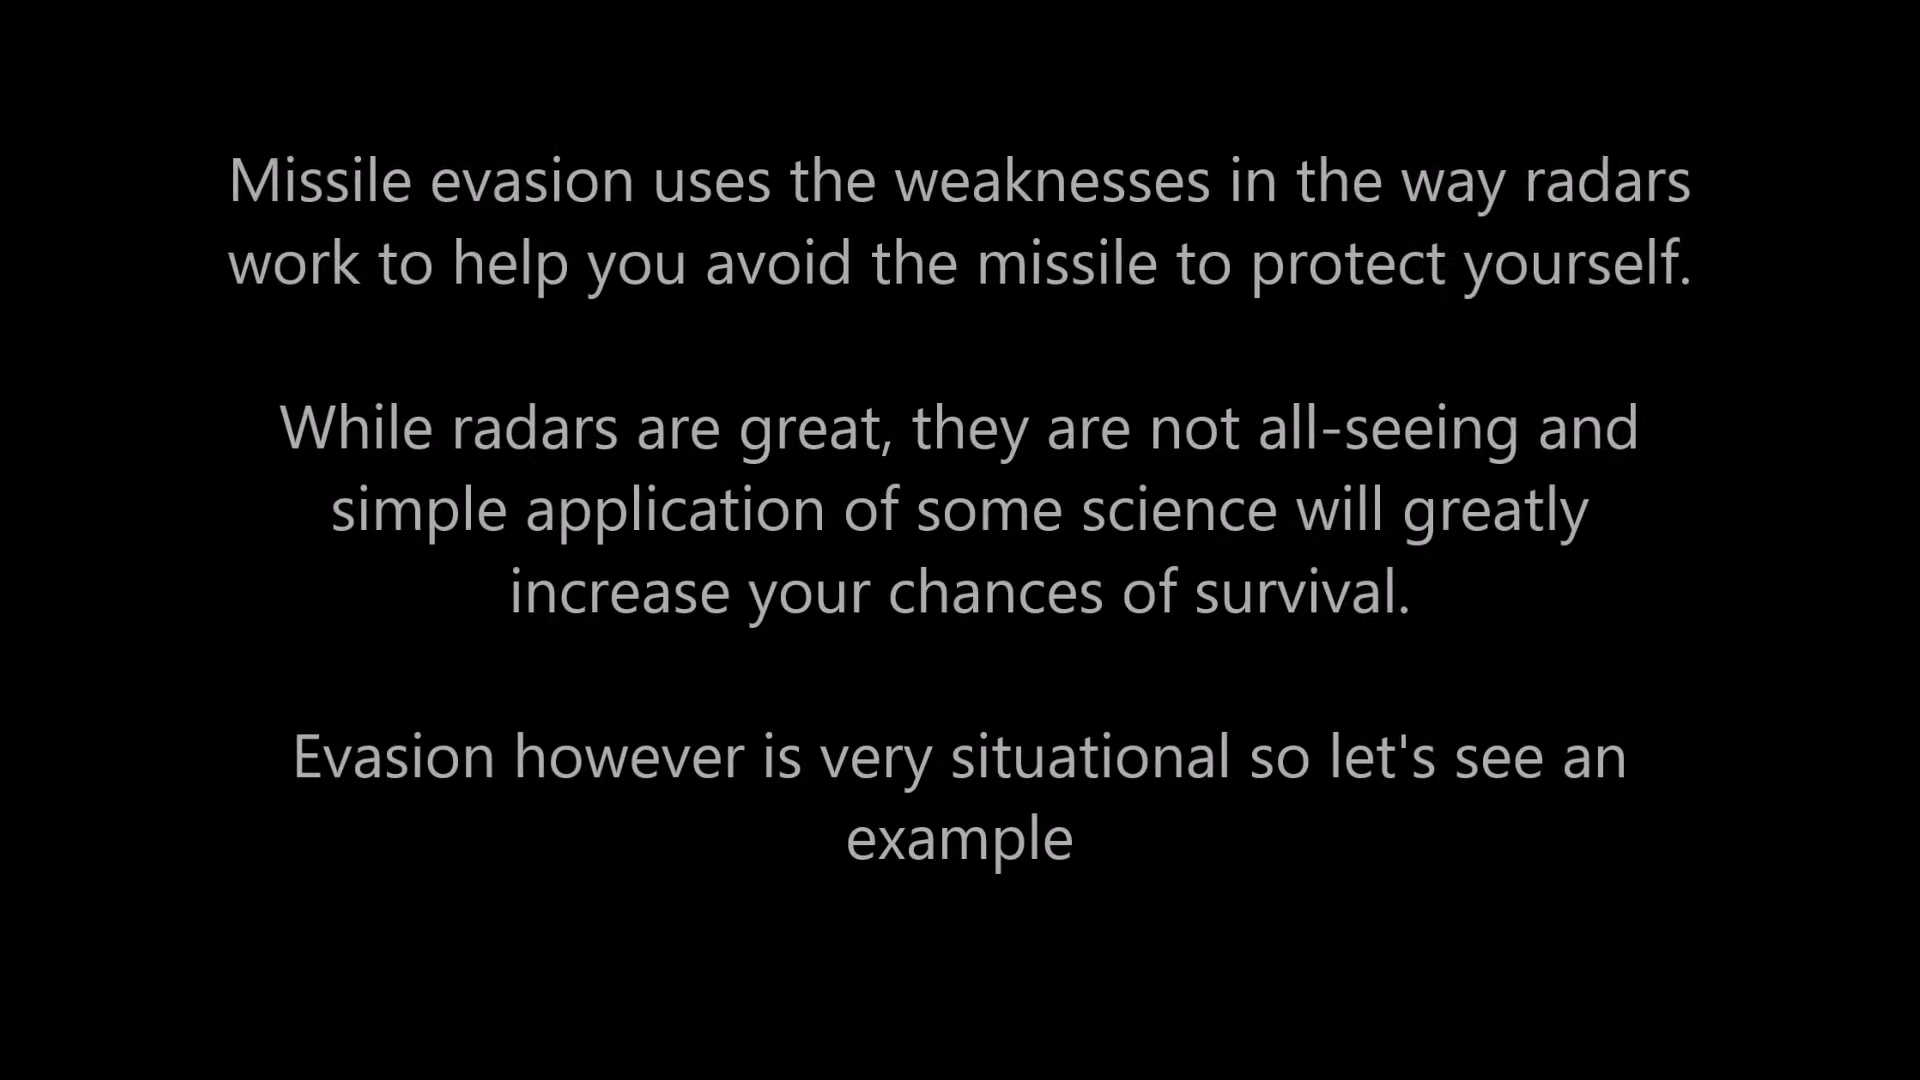 Missile evasion uses the weaknesses in the way radars
work to help you avoid the missile to protect yourself.
While radars are great, they are not all-seeing and
simple application of some science will greatly
increase your chances of survival.
Evasion however is very situational so let's see an
example